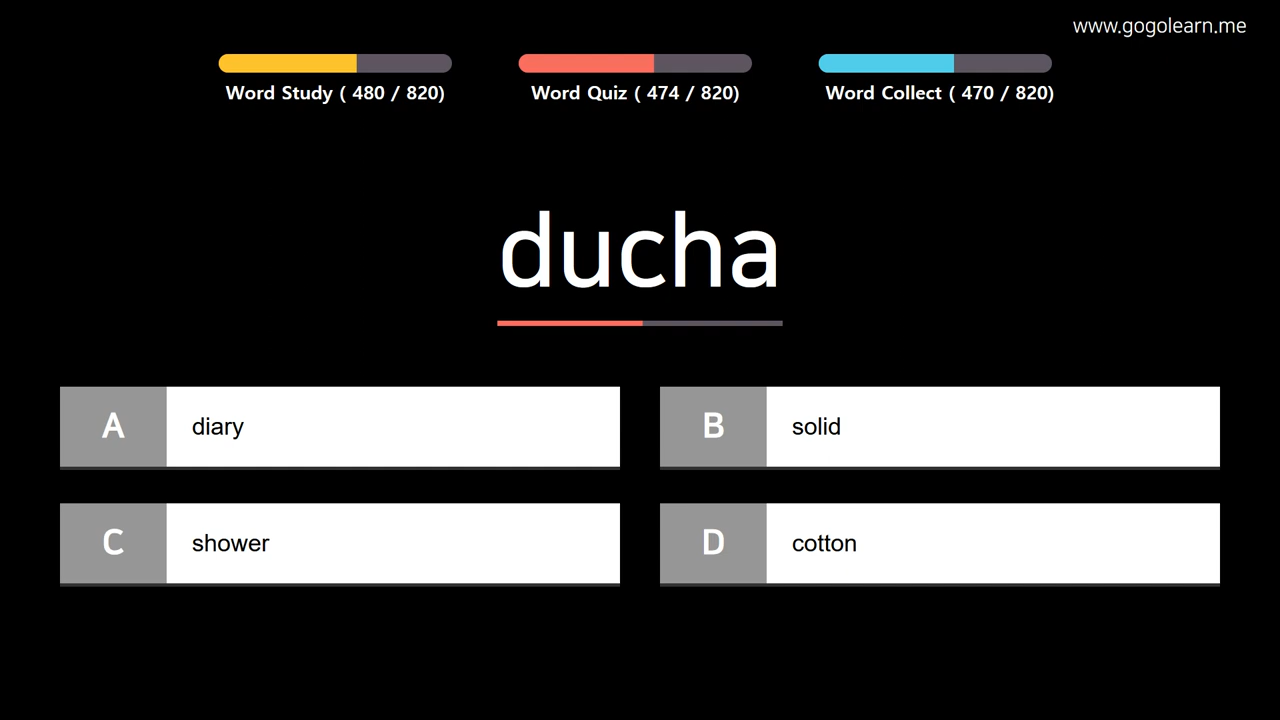 www.gogolearn.me
Word Study ( 480 / 820)
Word Quiz ( 474 / 820)
Word Collect ( 470 / 820)
ducha
A diary
B solid
C shower
D cotton